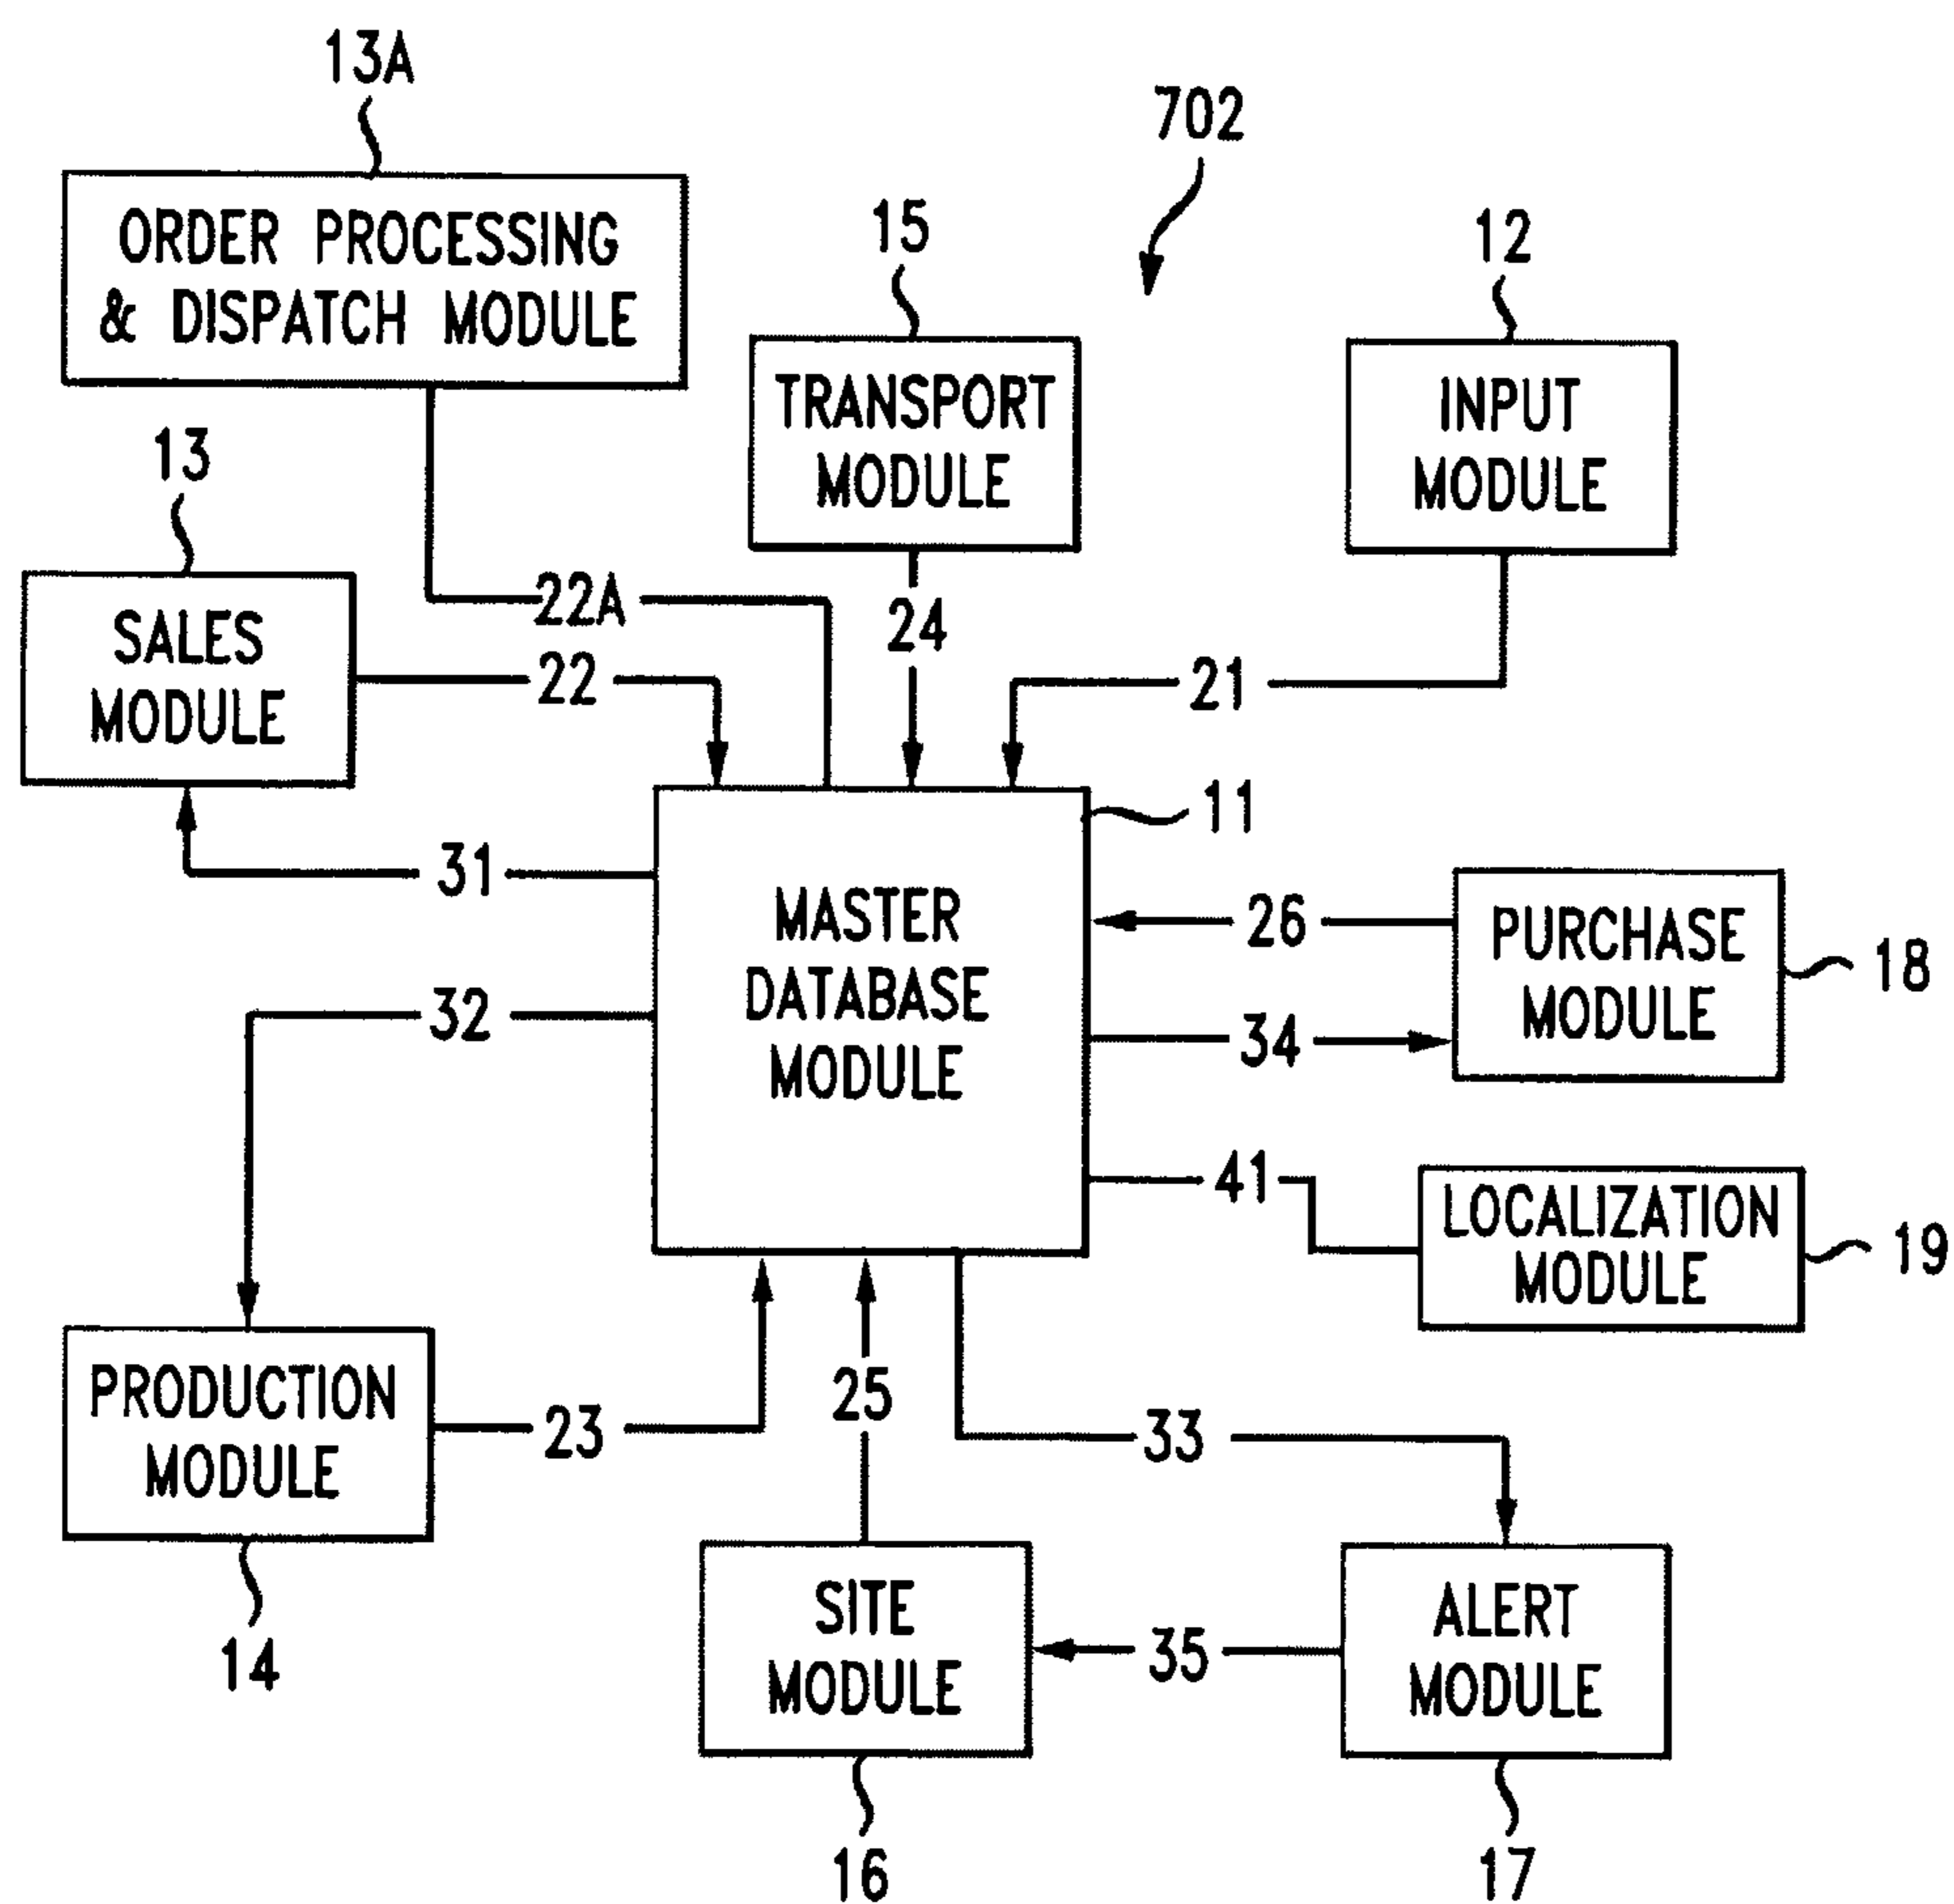 13A
702
ORDER PROCESSING
& DISPATCH MODULE
15
12
TRANSPORT
MODULE
INPUT
MODULE
13
SALES
MODULE
22A
24
22
21
11
31
MASTER
DATABASE
MODULE
26
PURCHASE
MODULE
18
32
34
41
LOCALIZATION
MODULE
19
PRODUCTION
MODULE
23
25
33
14
SITE
MODULE
35
ALERT
MODULE
16
17